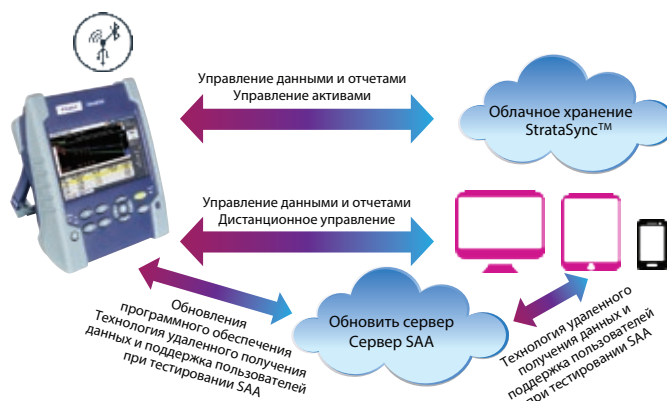 Управление данными и отчетами
Управление активами
Облачное хранение
StrataSync™
Управление данными и отчетами
Дистанционное управление
Обновления
программного обеспечения
Технология удаленного получения
данных и поддержка пользователей
при тестировании SAA
Обновить сервер
Сервер SAA
Технология удаленного
получения данных и
поддержка пользователей
при тестировании SAA